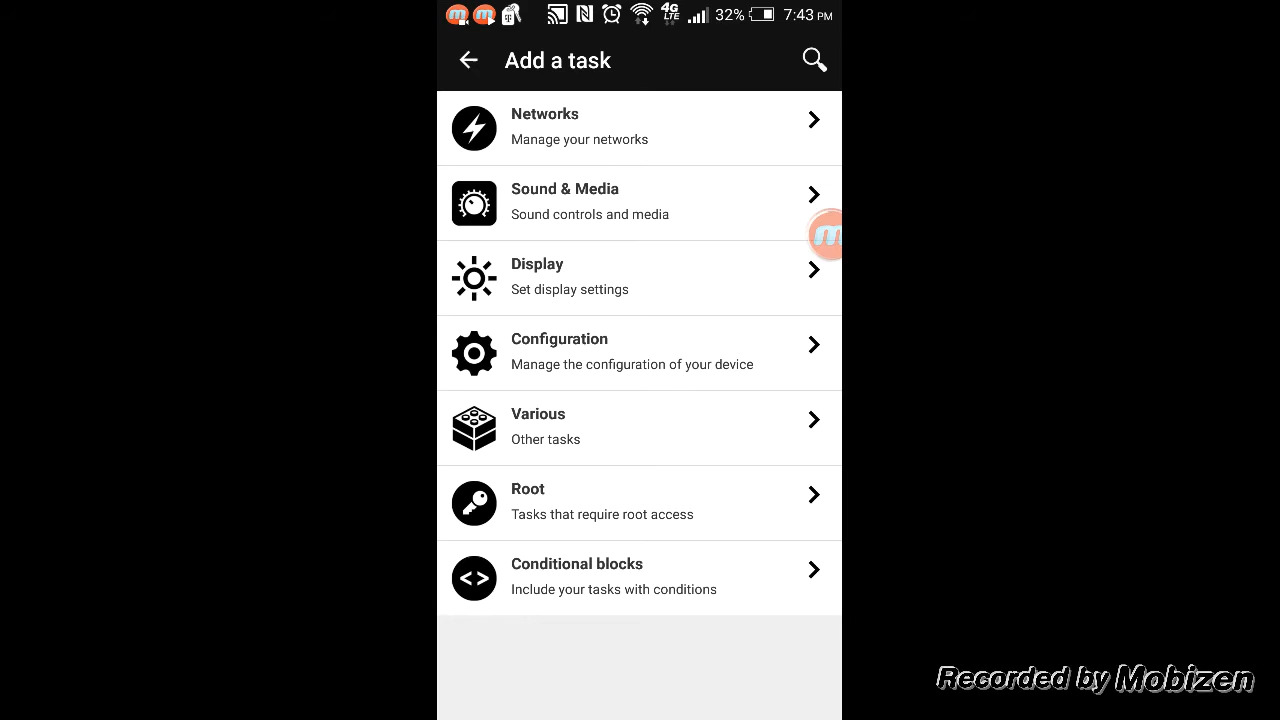 4G LTE 32% 7:43 PM
Add a task
Networks
Manage your networks
Sound & Media
Sound controls and media
Display
Set display settings
Configuration
Manage the configuration of your device
Various
Other tasks
Root
Tasks that require root access
Conditional blocks
Include your tasks with conditions
Recorded by Mobizen